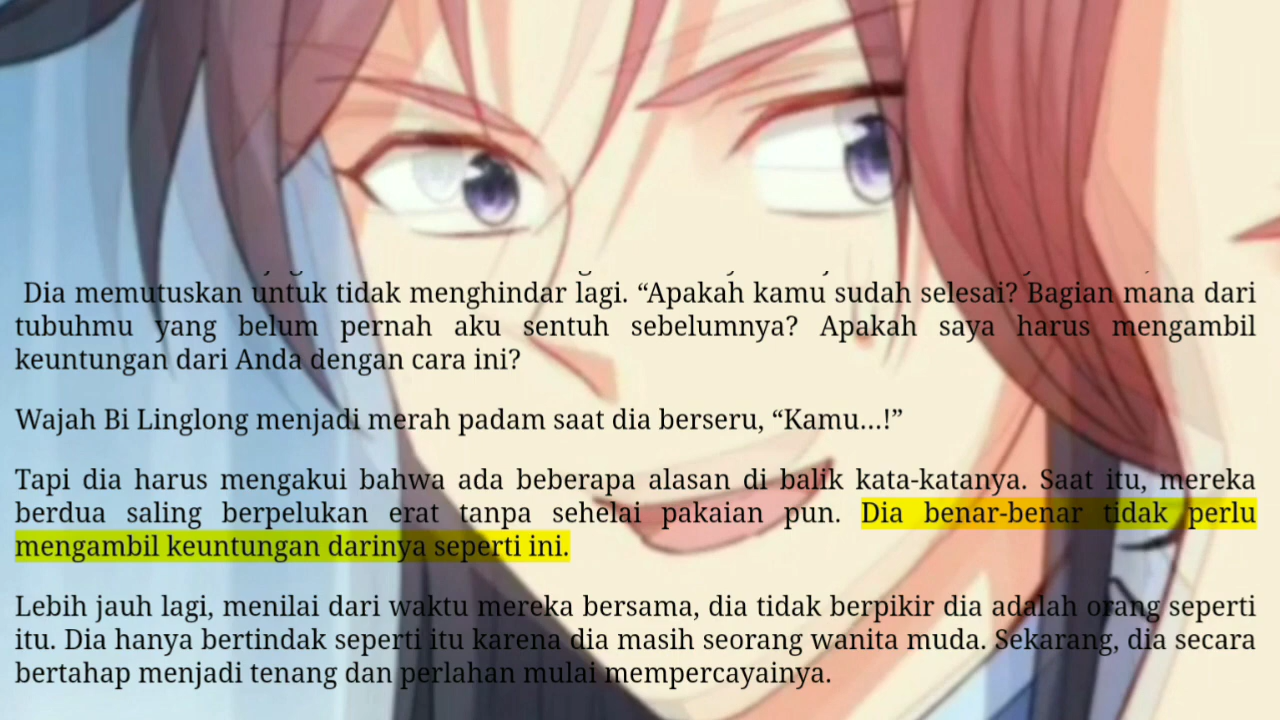 Dia memutuskan untuk tidak menghindar lagi. “Apakah kamu sudah selesai? Bagian mana dari
tubuhmu yang belum pernah aku sentuh sebelumnya? Apakah saya harus mengambil
keuntungan dari Anda dengan cara ini?
Wajah Bi Linglong menjadi merah padam saat dia berseru, “Kamu...!”
Tapi dia harus mengakui bahwa ada beberapa alasan di balik kata-katanya. Saat itu, mereka
berdua saling berpelukan erat tanpa sehelai pakaian pun. Dia benar-benar tidak perlu
mengambil keuntungan darinya seperti ini.
Lebih jauh lagi, menilai dari waktu mereka bersama, dia tidak berpikir dia adalah orang seperti
itu. Dia hanya bertindak seperti itu karena dia masih seorang wanita muda. Sekarang, dia secara
bertahap menjadi tenang dan perlahan mulai mempercayainya.